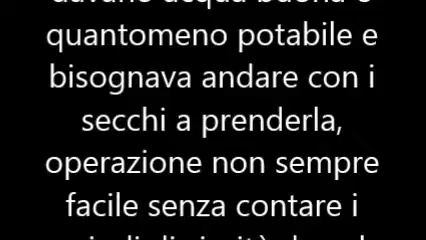 quantomeno potabile e
bisognava andare con i
secchi a prenderla,
operazione non sempre
facile senza contare i